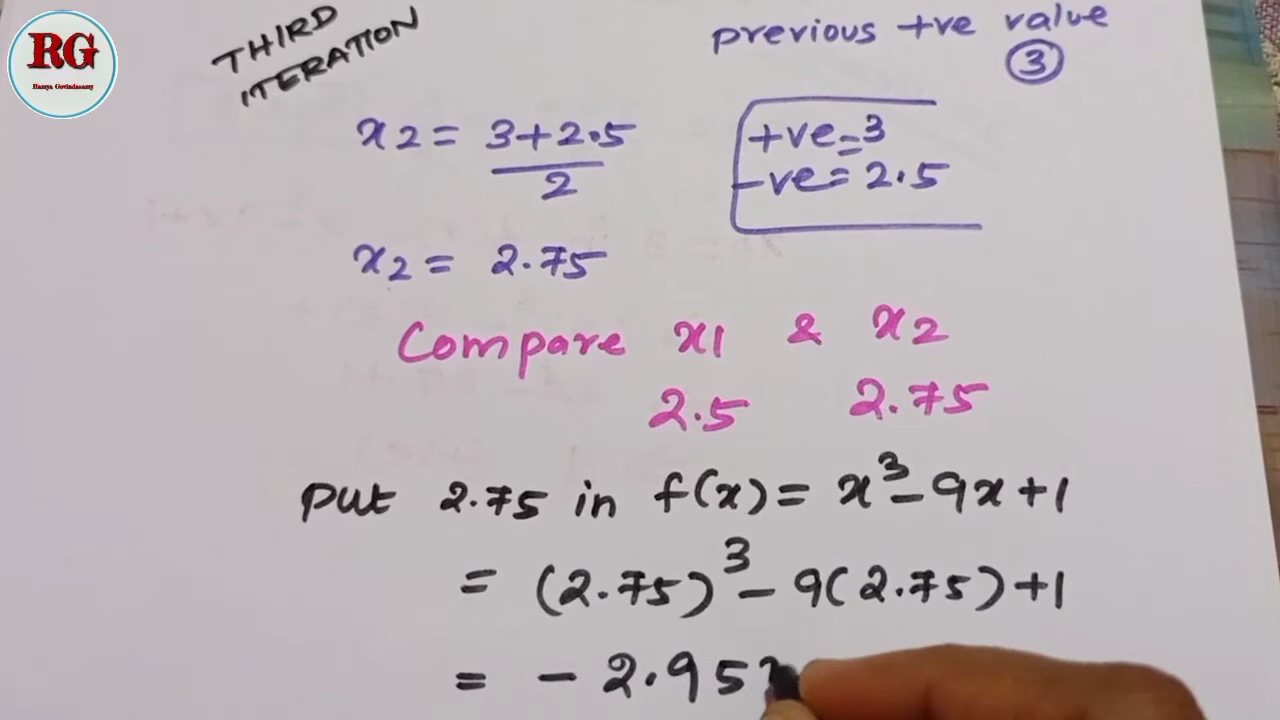 RG
Ramya Govindasamy
THIRD
ITERATION
previous +ve value
3
x2 = 3+2.5
2
+ve=3
-ve= 2.5
x2 = 2.75
Compare x1 & x2
2.5 2.75
Put 2.75 in f(x) = x³-9x+1
= (2.75)³-9(2.75)+1
= -2.95